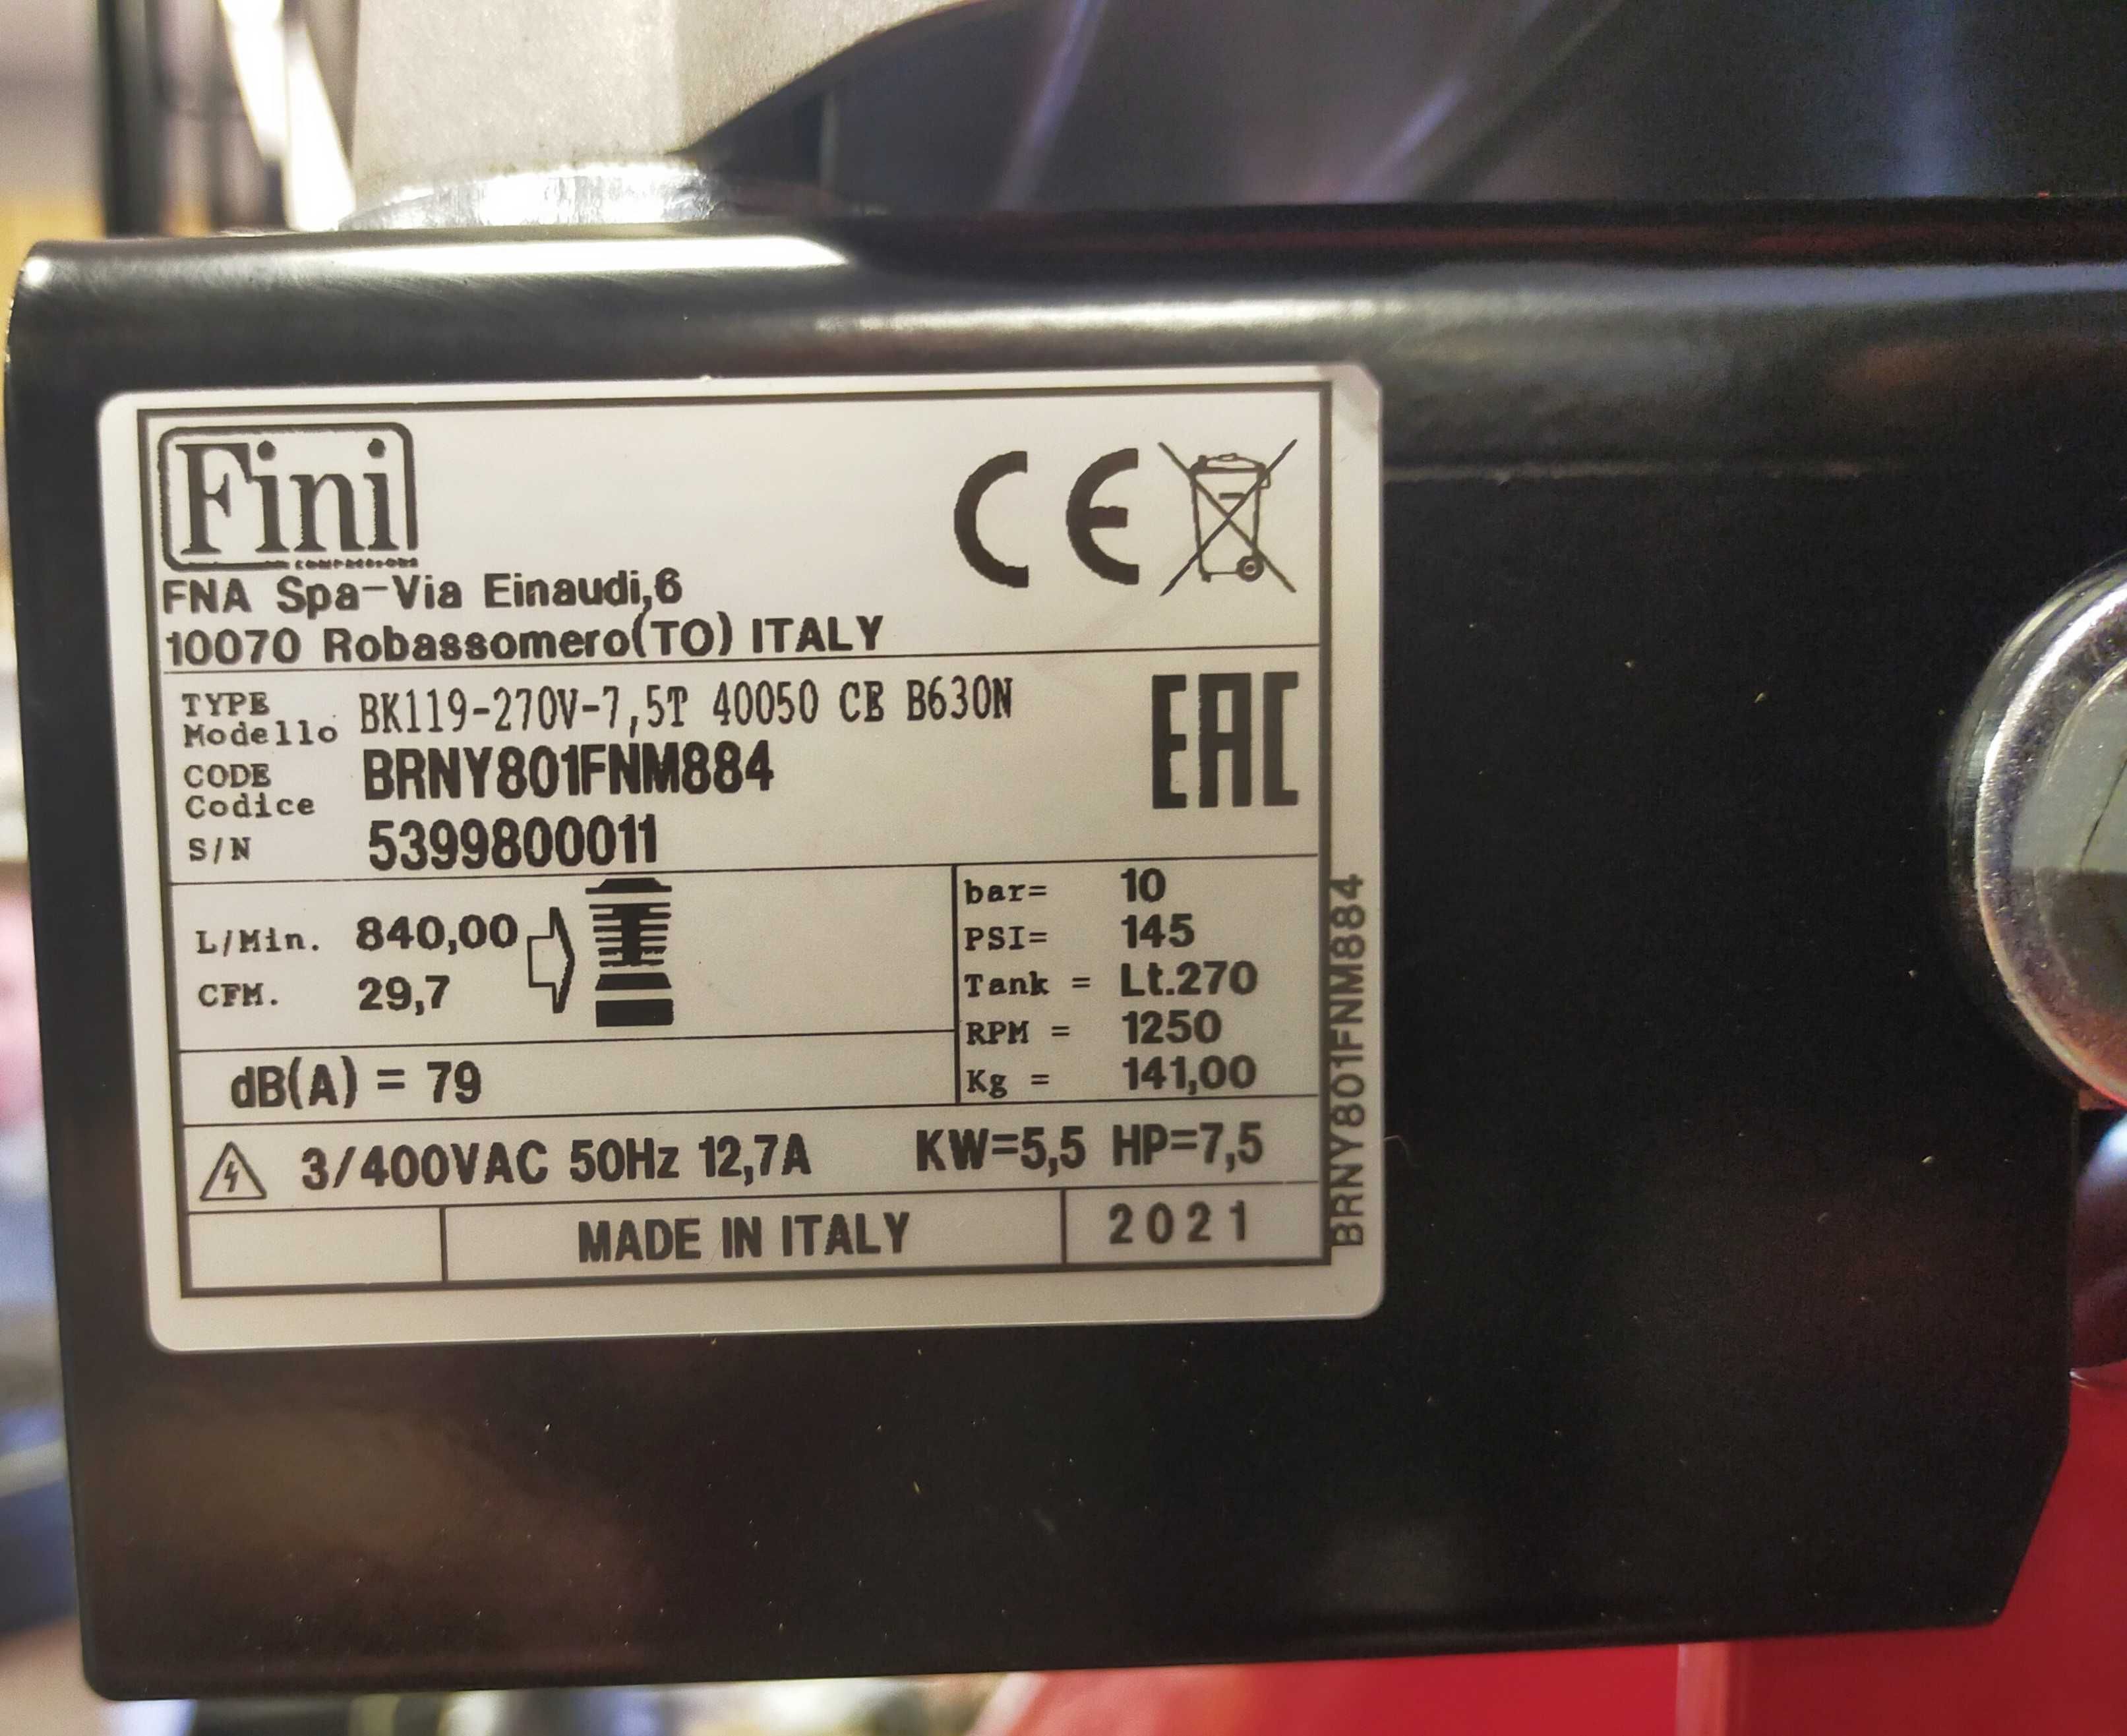 Fini
COMPRESSORS
FNA Spa-Via Einaudi,6
10070 Robassomero(TO) ITALY
CE
TYPE
Modello BK119-270V-7,5T 40050 CE B630N
CODE
Codice BRNY801FNM884
S/N 5399800011
EAC
L/Min. 840,00
CFM. 29,7
bar= 10
PSI= 145
Tank = Lt.270
RPM = 1250
Kg = 141,00
dB(A) = 79
3/400VAC 50Hz 12,7A KW=5,5 HP=7,5
MADE IN ITALY 2021
BRNY801FNM884